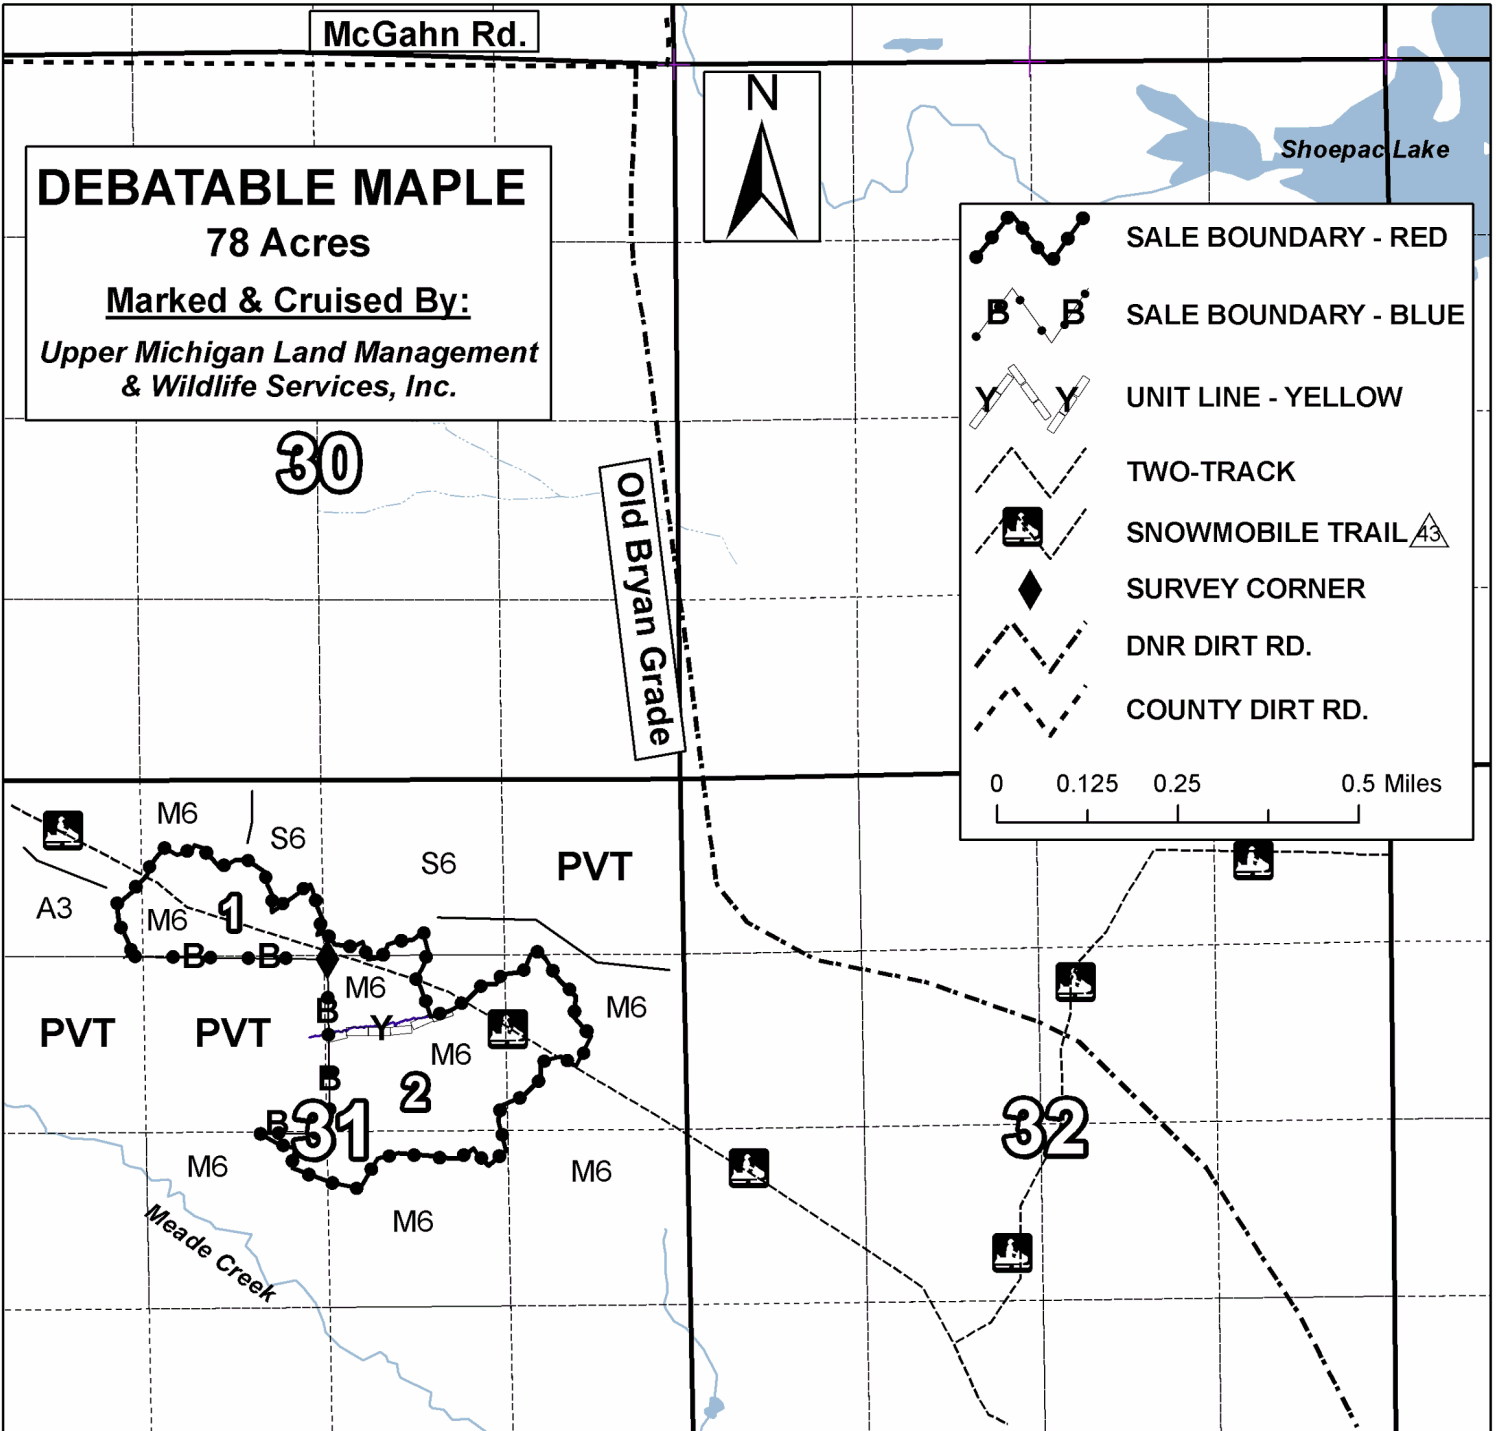 McGahn Rd.
N
DEBATABLE MAPLE
78 Acres
Marked & Cruised By:
Upper Michigan Land Management
& Wildlife Services, Inc.
Shoepac Lake
SALE BOUNDARY - RED
B B
SALE BOUNDARY - BLUE
Y Y
UNIT LINE - YELLOW
TWO-TRACK
SNOWMOBILE TRAIL 43
SURVEY CORNER
DNR DIRT RD.
COUNTY DIRT RD.
0 0.125 0.25 0.5 Miles
30
Old Bryan Grade
M6
S6
S6
PVT
A3
M6
1
B B
M6
M6
B
Y
PVT
PVT
M6
B
2
B
31
32
M6
M6
M6
Meade Creek